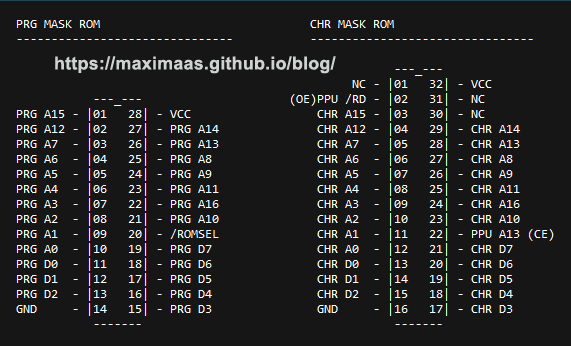 PRG MASK ROM                                  CHR MASK ROM
-------------------------------               --------------------------------
https://maximaas.github.io/blog/
                                                         ---_---
                                                    NC - |01   32| - VCC
          ---_---                          (OE)PPU /RD - |02   31| - NC
PRG A15 - |01   28| - VCC                      CHR A15 - |03   30| - NC
PRG A12 - |02   27| - PRG A14                  CHR A12 - |04   29| - CHR A14
PRG A7  - |03   26| - PRG A13                  CHR A7  - |05   28| - CHR A13
PRG A6  - |04   25| - PRG A8                   CHR A6  - |06   27| - CHR A8
PRG A5  - |05   24| - PRG A9                   CHR A5  - |07   26| - CHR A9
PRG A4  - |06   23| - PRG A11                  CHR A4  - |08   25| - CHR A11
PRG A3  - |07   22| - PRG A16                  CHR A3  - |09   24| - CHR A16
PRG A2  - |08   21| - PRG A10                  CHR A2  - |10   23| - CHR A10
PRG A1  - |09   20| - /ROMSEL                  CHR A1  - |11   22| - PPU A13 (CE)
PRG A0  - |10   19| - PRG D7                   CHR A0  - |12   21| - CHR D7
PRG D0  - |11   18| - PRG D6                   CHR D0  - |13   20| - CHR D6
PRG D1  - |12   17| - PRG D5                   CHR D1  - |14   19| - CHR D5
PRG D2  - |13   16| - PRG D4                   CHR D2  - |15   18| - CHR D4
GND     - |14   15| - PRG D3                   GND     - |16   17| - CHR D3
          -------                                        -------